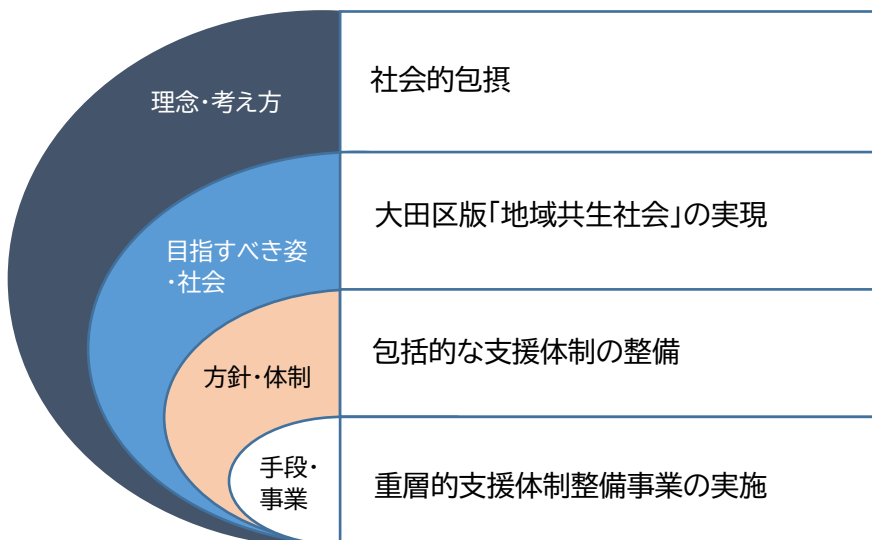 理念・考え方
社会的包摂
目指すべき姿
・社会
大田区版「地域共生社会」の実現
方針・体制
包括的な支援体制の整備
手段・
事業
重層的支援体制整備事業の実施